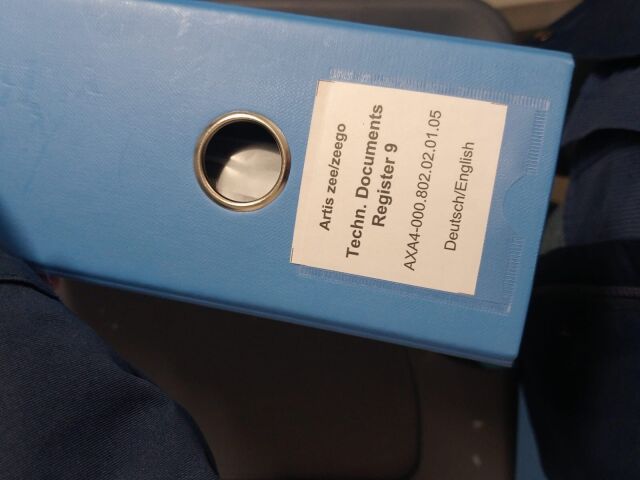 Artis zee/zeego
Techn. Documents
Register 9
AXA4-000.802.02.01.05
Deutsch/English